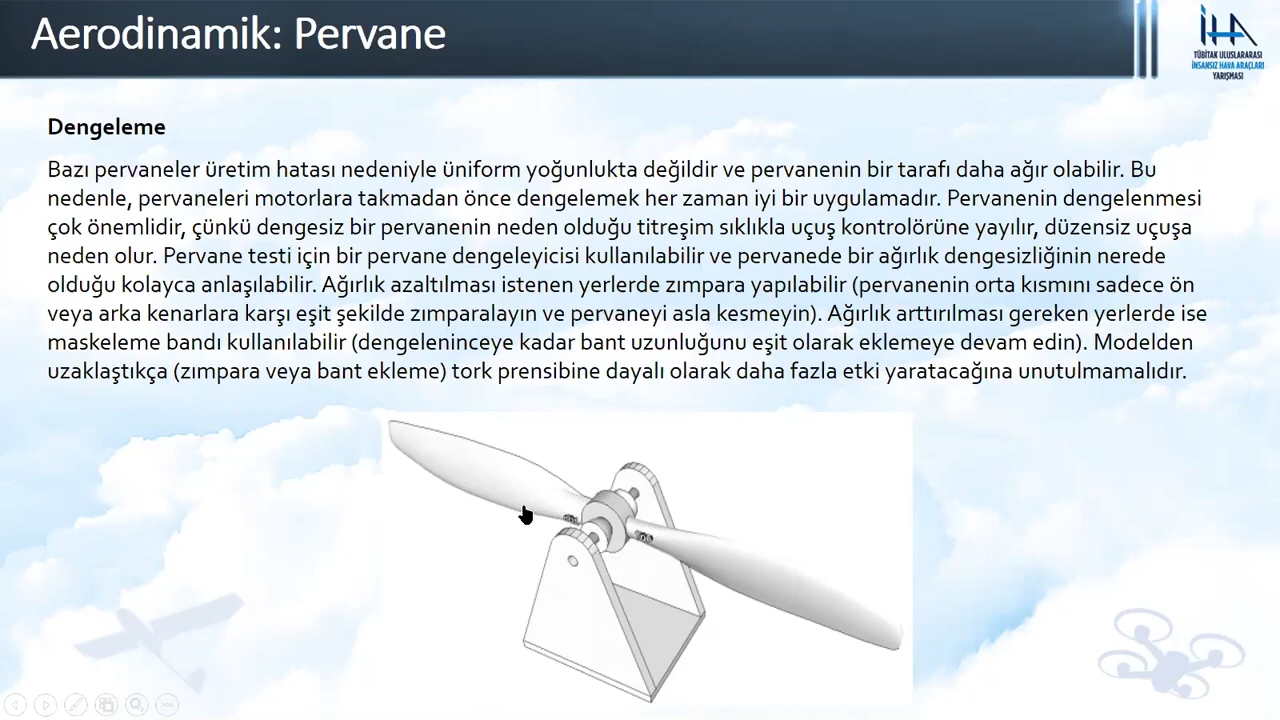 Aerodinamik: Pervane
İHA
TÜBİTAK ULUSLARARASI
İNSANSIZ HAVA ARAÇLARI
YARIŞMASI
Dengeleme
Bazı pervaneler üretim hatası nedeniyle üniform yoğunlukta değildir ve pervanenin bir tarafı daha ağır olabilir. Bu
nedenle, pervaneleri motorlara takmadan önce dengelemek her zaman iyi bir uygulamadır. Pervanenin dengelenmesi
çok önemlidir, çünkü dengesiz bir pervanenin neden olduğu titreşim sıklıkla uçuş kontrolörüne yayılır, düzensiz uçuşa
neden olur. Pervane testi için bir pervane dengeleyicisi kullanılabilir ve pervanede bir ağırlık dengesizliğinin nerede
olduğu kolayca anlaşılabilir. Ağırlık azaltılması istenen yerlerde zımpara yapılabilir (pervanenin orta kısmını sadece ön
veya arka kenarlara karşı eşit şekilde zımparalayın ve pervaneyi asla kesmeyin). Ağırlık arttırılması gereken yerlerde ise
maskeleme bandı kullanılabilir (dengeleninceye kadar bant uzunluğunu eşit olarak eklemeye devam edin). Modelden
uzaklaştıkça (zımpara veya bant ekleme) tork prensibine dayalı olarak daha fazla etki yaratacağına unutulmamalıdır.